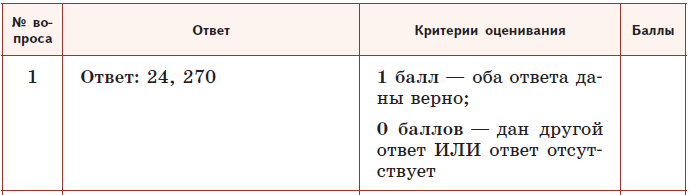 № во-
проса
Ответ
Критерии оценивания
Баллы
1
Ответ: 24, 270
1 балл — оба ответа да-
ны верно;
0 баллов — дан другой
ответ ИЛИ ответ отсут-
ствует